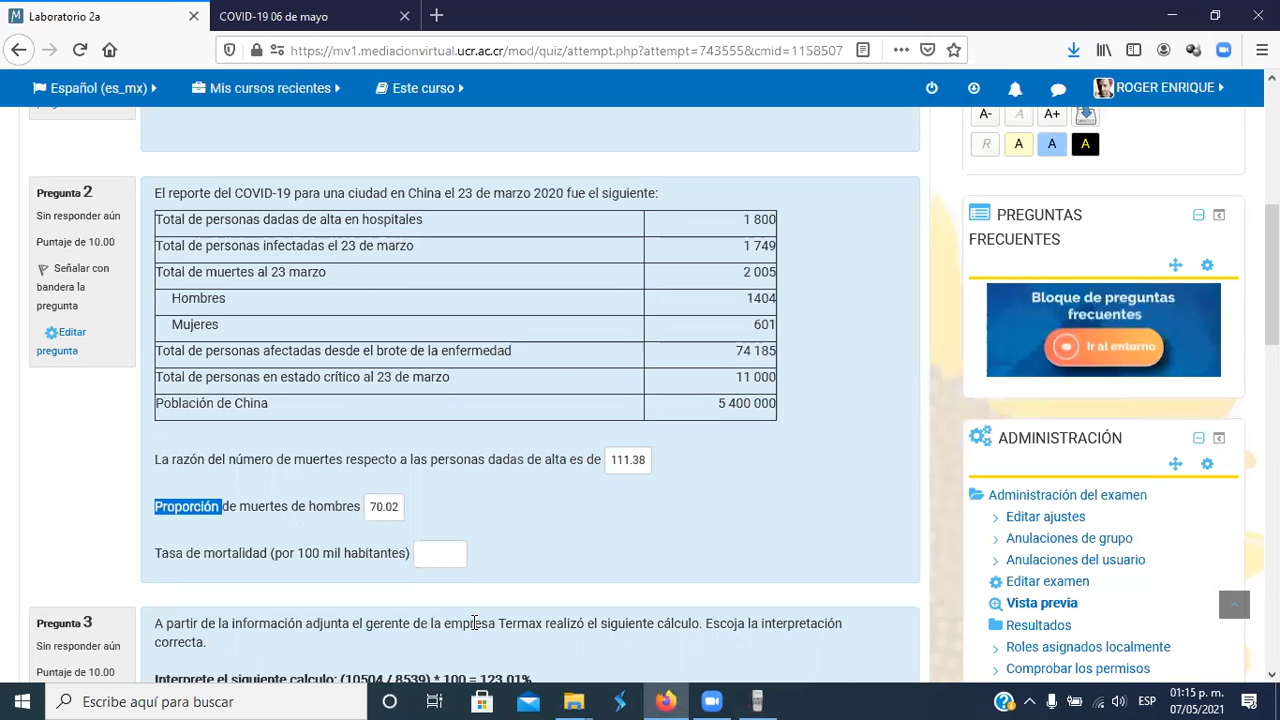 Laboratorio 2a
COVID-19 06 de mayo
https://mv1.mediacionvirtual.ucr.ac.cr/mod/quiz/attempt.php?attempt=743555&cmid=1158507
Español (es_mx)
Mis cursos recientes
Este curso
ROGER ENRIQUE
A-
A
A+
R
A
A
A
Pregunta 2
Sin responder aún
Puntaje de 10.00
Señalar con
bandera la
pregunta
Editar
pregunta
El reporte del COVID-19 para una ciudad en China el 23 de marzo 2020 fue el siguiente:
Total de personas dadas de alta en hospitales 1 800
Total de personas infectadas el 23 de marzo 1 749
Total de muertes al 23 marzo 2 005
Hombres 1404
Mujeres 601
Total de personas afectadas desde el brote de la enfermedad 74 185
Total de personas en estado crítico al 23 de marzo 11 000
Población de China 5 400 000
La razón del número de muertes respecto a las personas dadas de alta es de 111.38
Proporción de muertes de hombres 70.02
Tasa de mortalidad (por 100 mil habitantes)
Pregunta 3
Sin responder aún
Puntaje de 10.00
A partir de la información adjunta el gerente de la empresa Termax realizó el siguiente cálculo. Escoja la interpretación
correcta.
Interprete el siguiente calculo: (10504 / 8539) * 100 = 123.01%
PREGUNTAS
FRECUENTES
Bloque de preguntas
frecuentes
Ir al entorno
ADMINISTRACIÓN
Administración del examen
Editar ajustes
Anulaciones de grupo
Anulaciones del usuario
Editar examen
Vista previa
Resultados
Roles asignados localmente
Comprobar los permisos
Escribe aquí para buscar
ESP
01:15 p. m.
07/05/2021